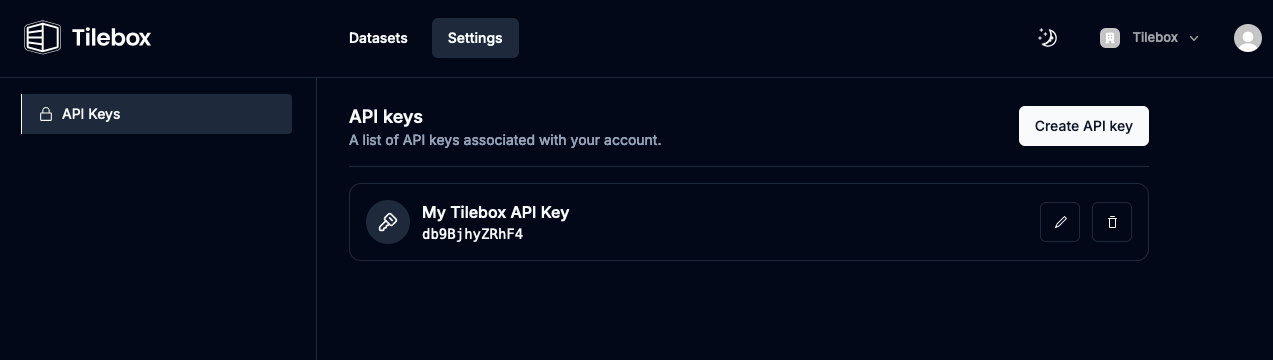 Tilebox
Datasets
Settings
Tilebox
API Keys
API keys
A list of API keys associated with your account.
Create API key
My Tilebox API Key
db9BjhyZRhF4